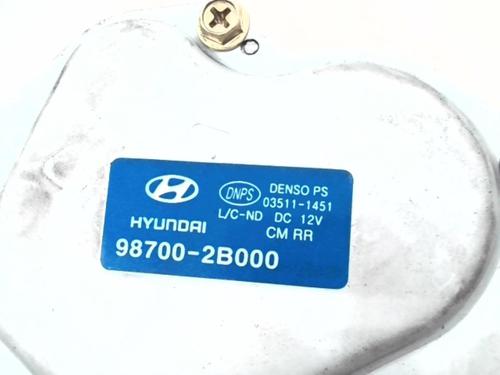 DNPS DENSO PS
03511-1451
L/C-ND DC 12V
HYUNDAI CM RR
98700-2B000